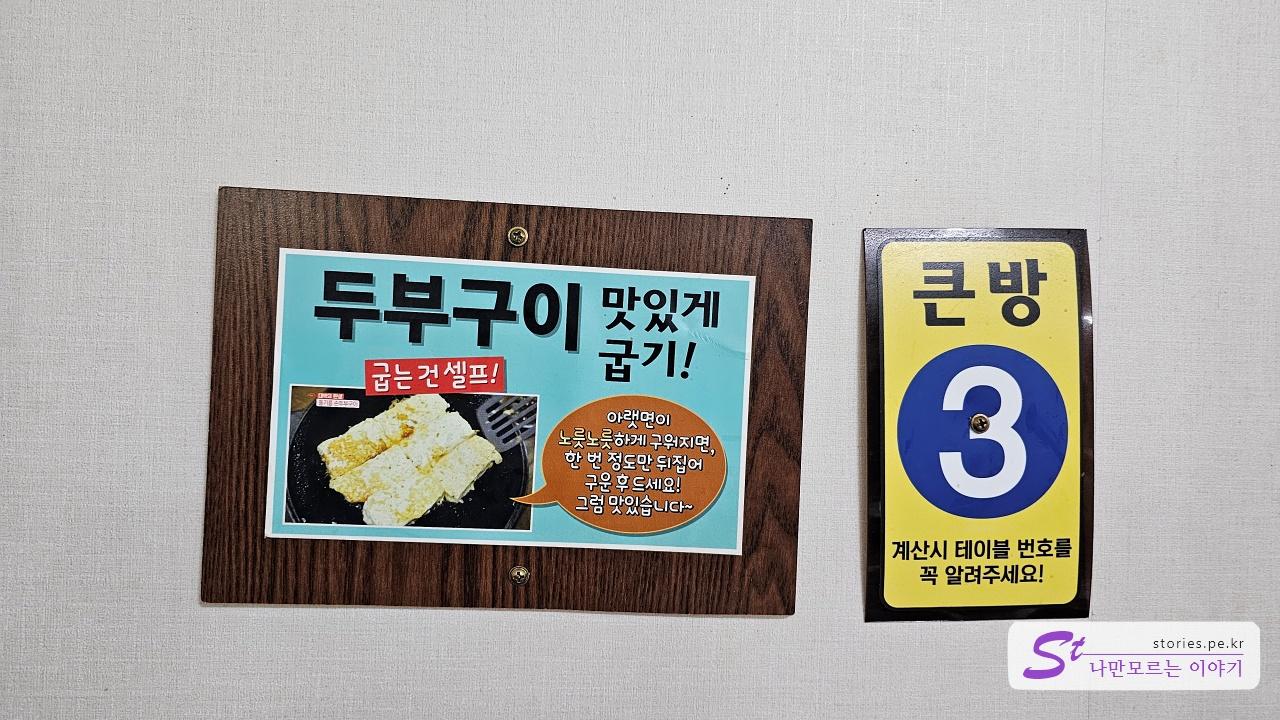 두부구이 맛있게
굽기!
굽는 건 셀프!
아랫면이
노릇노릇하게 구워지면,
한 번 정도만 뒤집어
구운 후 드세요!
그럼 맛있습니다~
큰방
3
계산시 테이블 번호를
꼭 알려주세요!
St
stories.pe.kr
나만모르는 이야기